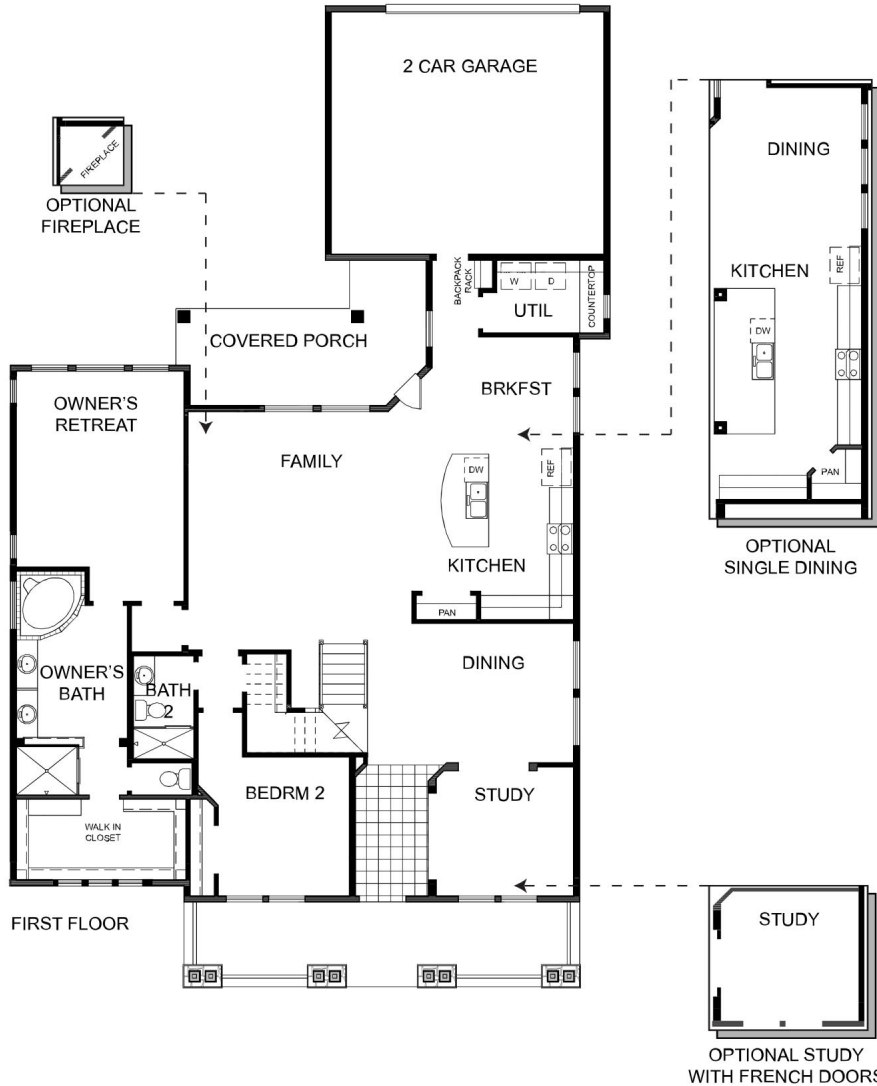 2 CAR GARAGE
DINING
FIREPLACE
OPTIONAL
FIREPLACE
BACKPACK
RACK
W
D
UTIL
COUNTERTOP
KITCHEN
REF
DW
PAN
OPTIONAL
SINGLE DINING
COVERED PORCH
BRKFST
OWNER'S
RETREAT
FAMILY
DW
REF
KITCHEN
PAN
DINING
OWNER'S
BATH
BATH
2
BEDRM 2
STUDY
WALK IN
CLOSET
FIRST FLOOR
STUDY
OPTIONAL STUDY
WITH FRENCH DOORS